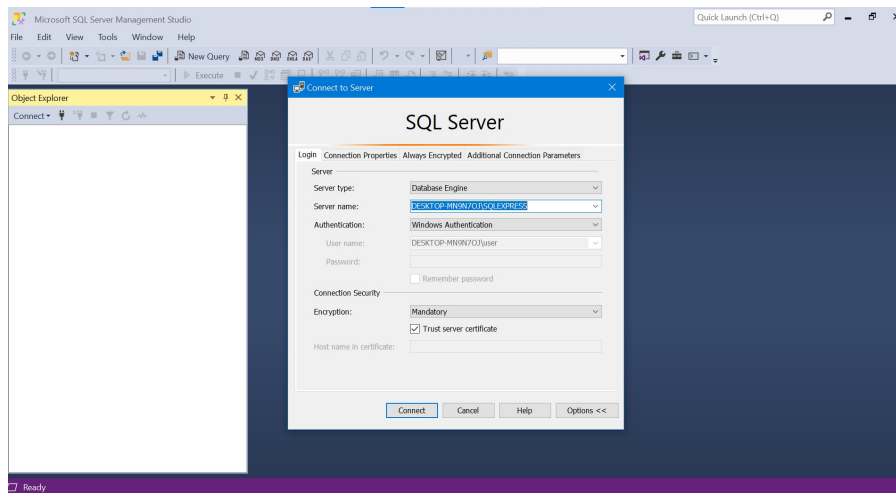 Microsoft SQL Server Management Studio
Quick Launch (Ctrl+Q)
File Edit View Tools Window Help
New Query
Execute
Object Explorer
Connect
Connect to Server
SQL Server
Login Connection Properties Always Encrypted Additional Connection Parameters
Server
Server type: Database Engine
Server name: DESKTOP-MN9N7OJ\SQLEXPRESS
Authentication: Windows Authentication
User name: DESKTOP-MN9N7OJ\user
Password:
Remember password
Connection Security
Encryption: Mandatory
Trust server certificate
Host name in certificate:
Connect Cancel Help Options <<
Ready